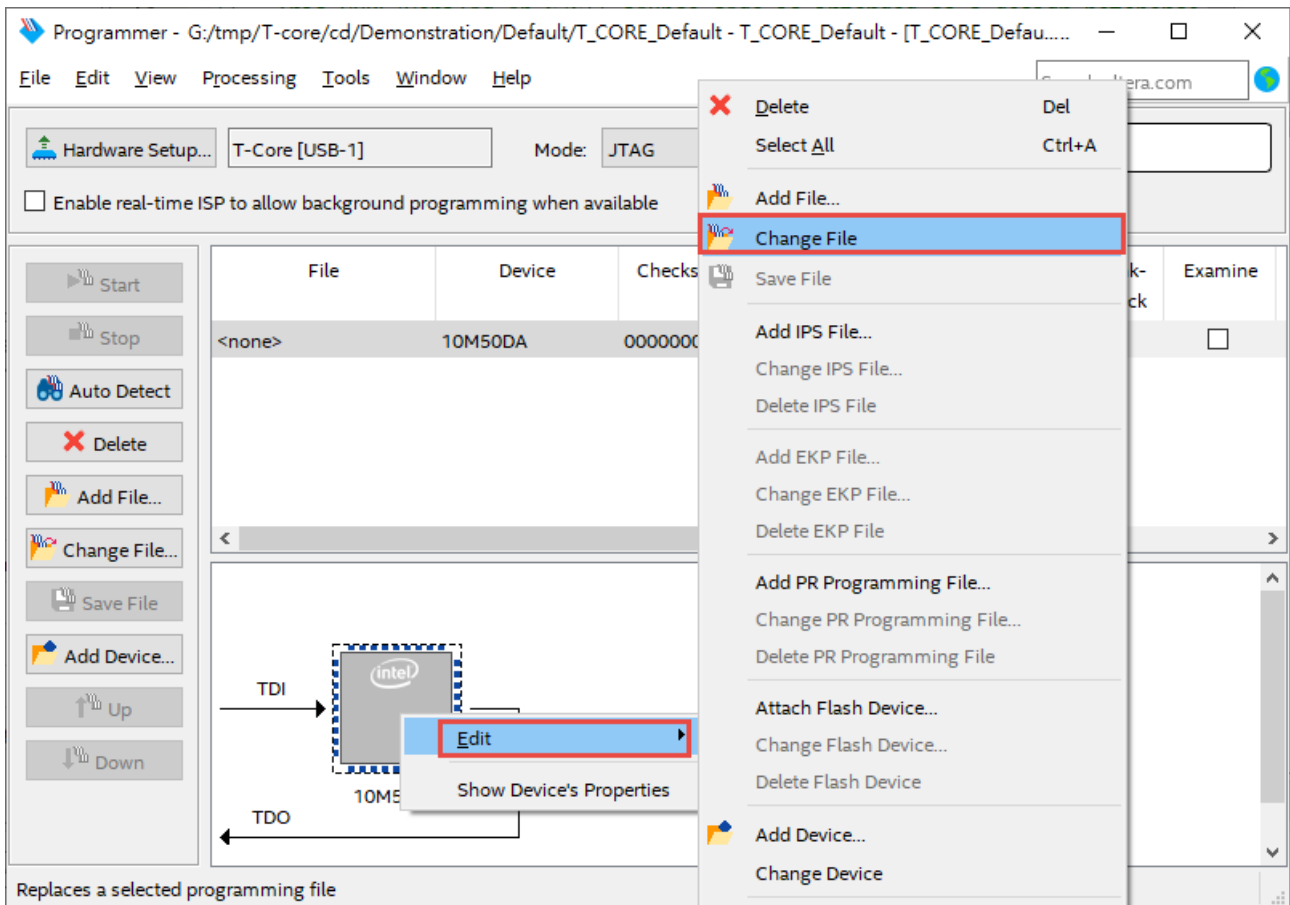 Programmer - G:/tmp/T-core/cd/Demonstration/Default/T_CORE_Default - T_CORE_Default - [T_CORE_Defau.....
File Edit View Processing Tools Window Help
era.com
Hardware Setup... T-Core [USB-1] Mode: JTAG
Enable real-time ISP to allow background programming when available
Start
Stop
Auto Detect
Delete
Add File...
Change File...
Save File
Add Device...
Up
Down
File Device Checks k- Examine
ck
<none> 10M50DA 0000000
intel
TDI
10M5
TDO
Edit
Show Device's Properties
Delete Del
Select All Ctrl+A
Add File...
Change File
Save File
Add IPS File...
Change IPS File...
Delete IPS File
Add EKP File...
Change EKP File...
Delete EKP File
Add PR Programming File...
Change PR Programming File...
Delete PR Programming File
Attach Flash Device...
Change Flash Device...
Delete Flash Device
Add Device...
Change Device
Replaces a selected programming file